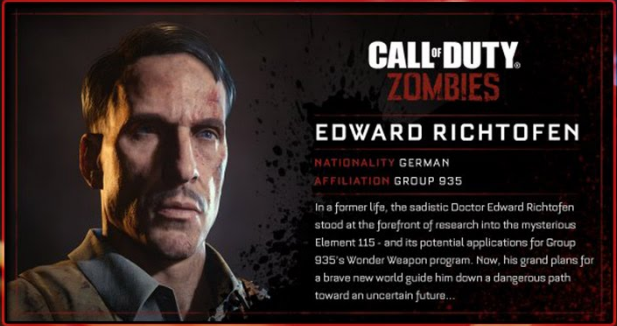 CALL OF DUTY®
ZOMBIES
EDWARD RICHTOFEN
NATIONALITY GERMAN
AFFILIATION GROUP 935
In a former life, the sadistic Doctor Edward Richtofen
stood at the forefront of research into the mysterious
Element 115 - and its potential applications for Group
935's Wonder Weapon program. Now, his grand plans for
a brave new world guide him down a dangerous path
toward an uncertain future...